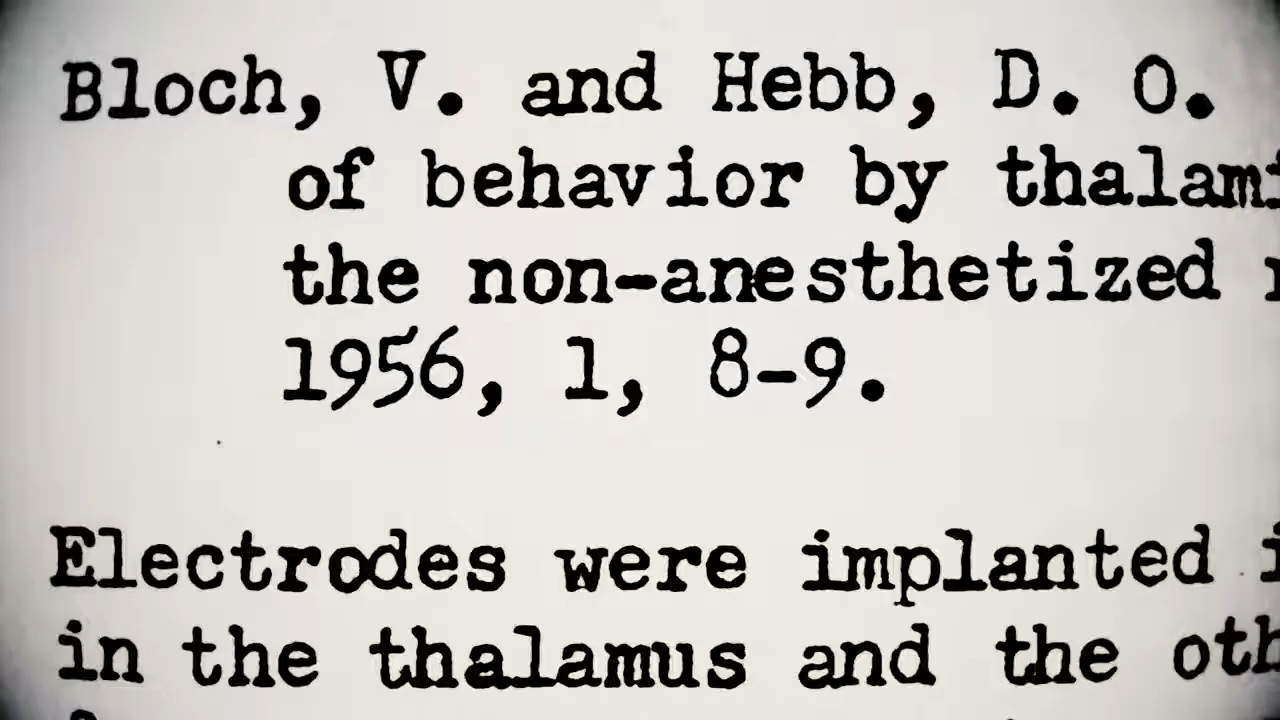 Bloch, V. and Hebb, D. O.
of behavior by
the non-anesthetized
1956, 1, 8-9.
Electrodes were implanted
in the thalamus and the